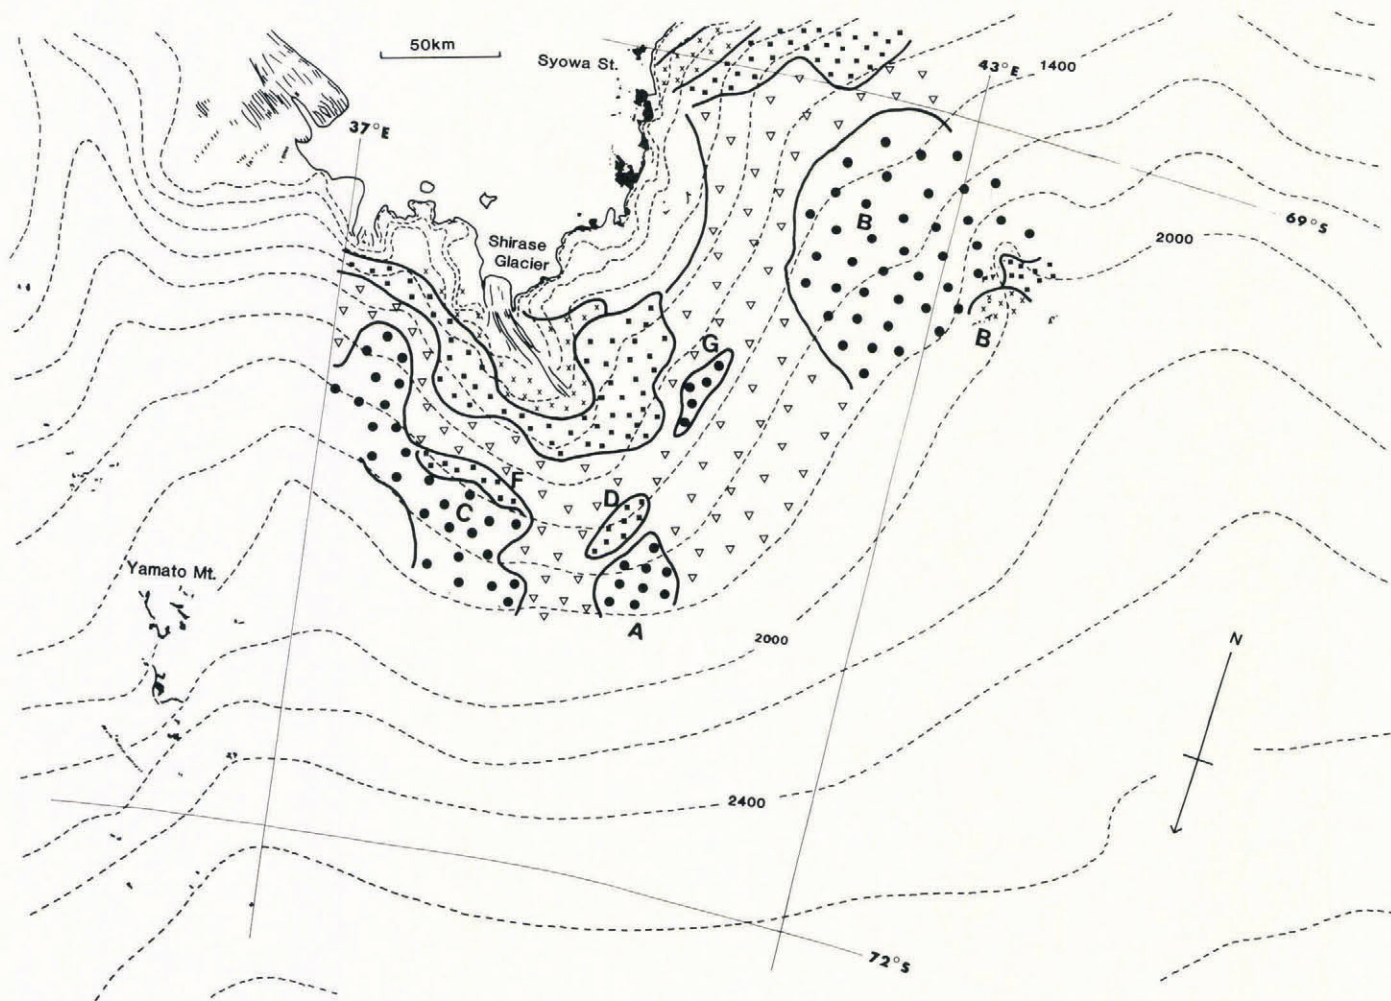 50km
Syowa St.
43°E
1400
37°E
B
69°S
2000
Shirase
Glacier
B
G
F
D
C
Yamato Mt.
A
2000
N
2400
72°S